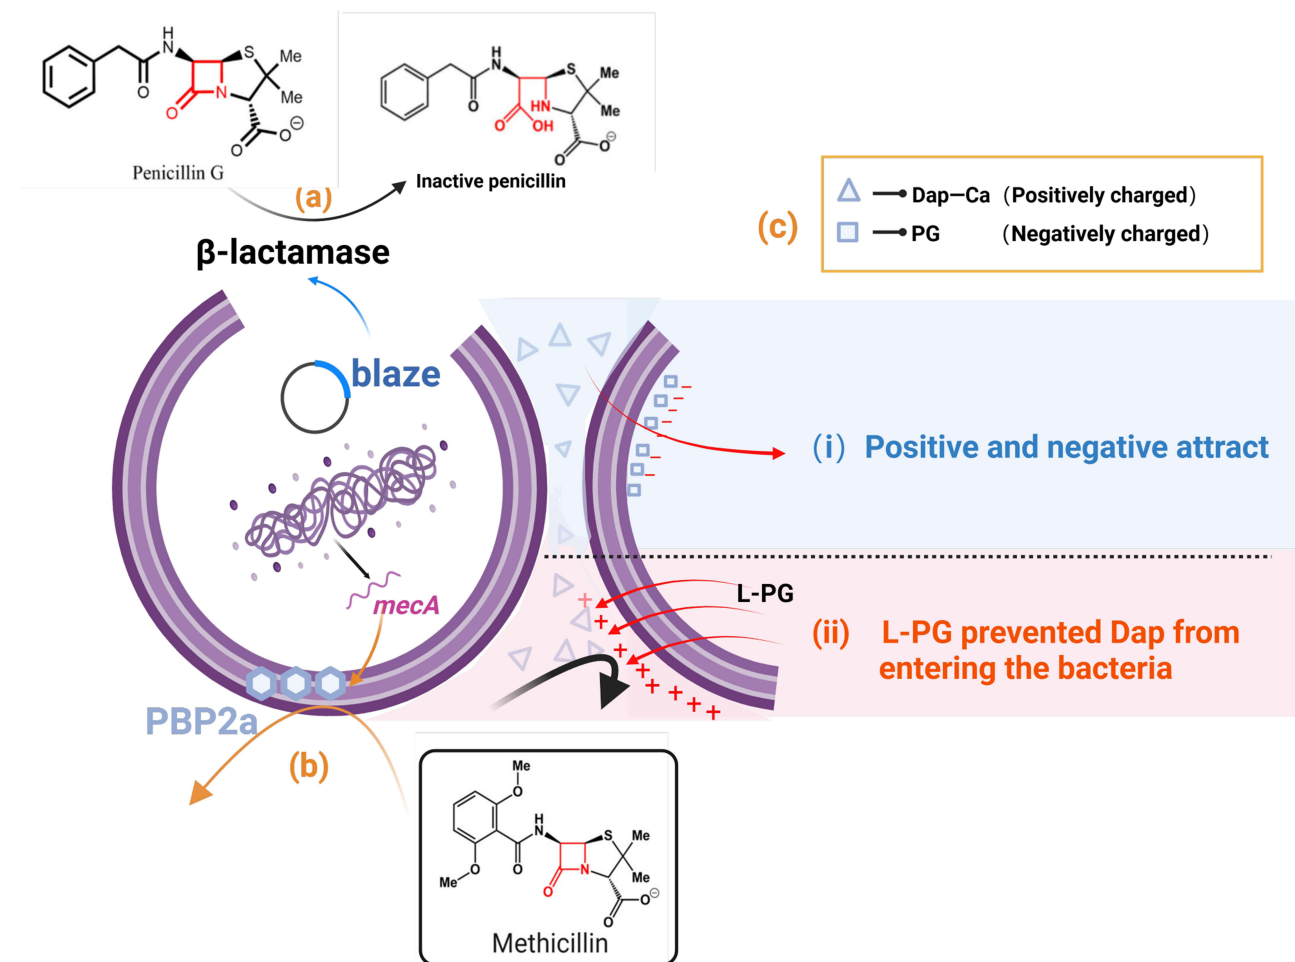 H
N
S
Me
Me
O
O
N
O
O⊖
Penicillin G
H
N
S
Me
Me
O
O
HN
OH
O
O⊖
Inactive penicillin
(a)
β-lactamase
blaze
mecA
PBP2a
(b)
Me
O
H
N
S
Me
Me
O
N
O
Me
O
O
O⊖
Methicillin
(c)
Dap–Ca (Positively charged)
PG (Negatively charged)
− − − − − − −
(i) Positive and negative attract
L-PG
+ + + + + + + +
(ii) L-PG prevented Dap from
entering the bacteria